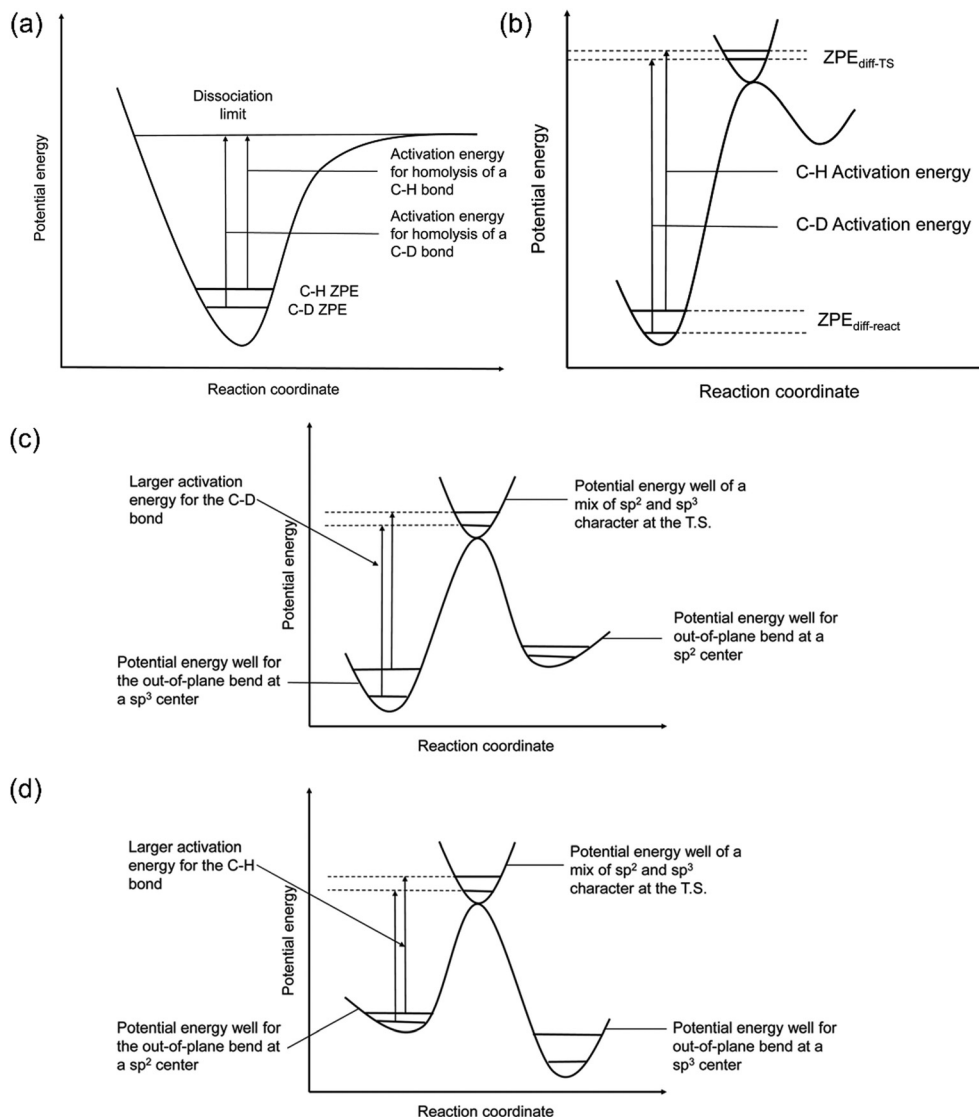 (a)
Potential energy
Dissociation
limit
Activation energy
for homolysis of a
C-H bond
Activation energy
for homolysis of a
C-D bond
C-H ZPE
C-D ZPE
Reaction coordinate
(b)
Potential energy
ZPEdiff-TS
C-H Activation energy
C-D Activation energy
ZPEdiff-react
Reaction coordinate
(c)
Larger activation
energy for the C-D
bond
Potential energy
Potential energy well of a
mix of sp² and sp³
character at the T.S.
Potential energy well for
out-of-plane bend at a
sp² center
Potential energy well for
the out-of-plane bend at
a sp³ center
Reaction coordinate
(d)
Larger activation
energy for the C-H
bond
Potential energy
Potential energy well of a
mix of sp² and sp³
character at the T.S.
Potential energy well for
the out-of-plane bend at
a sp² center
Potential energy well for
out-of-plane bend at a
sp³ center
Reaction coordinate